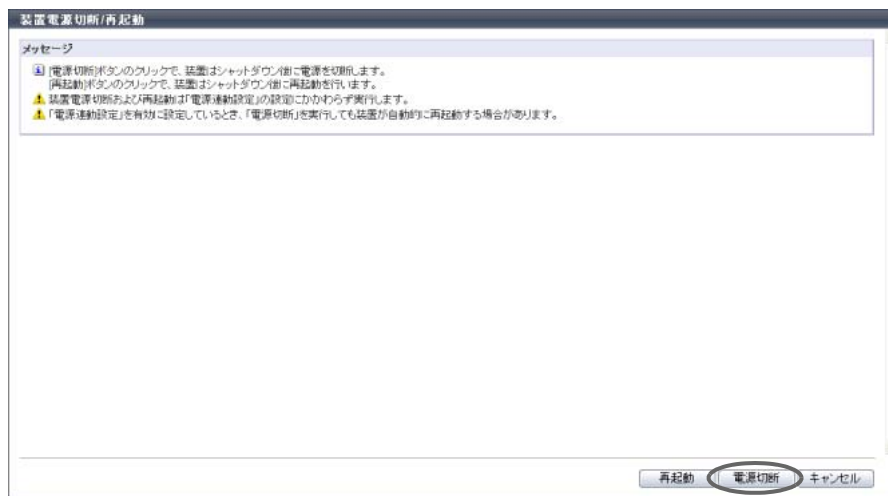 装置電源切断/再起動
メッセージ
[電源切断]ボタンのクリックで、装置はシャットダウン後に電源を切断します。
[再起動]ボタンのクリックで、装置はシャットダウン後に再起動を行います。
装置電源切断および再起動は「電源連動設定」の設定にかかわらず実行します。
「電源連動設定」を有効に設定しているとき、「電源切断」を実行しても装置が自動的に再起動する場合があります。
再起動 電源切断 キャンセル